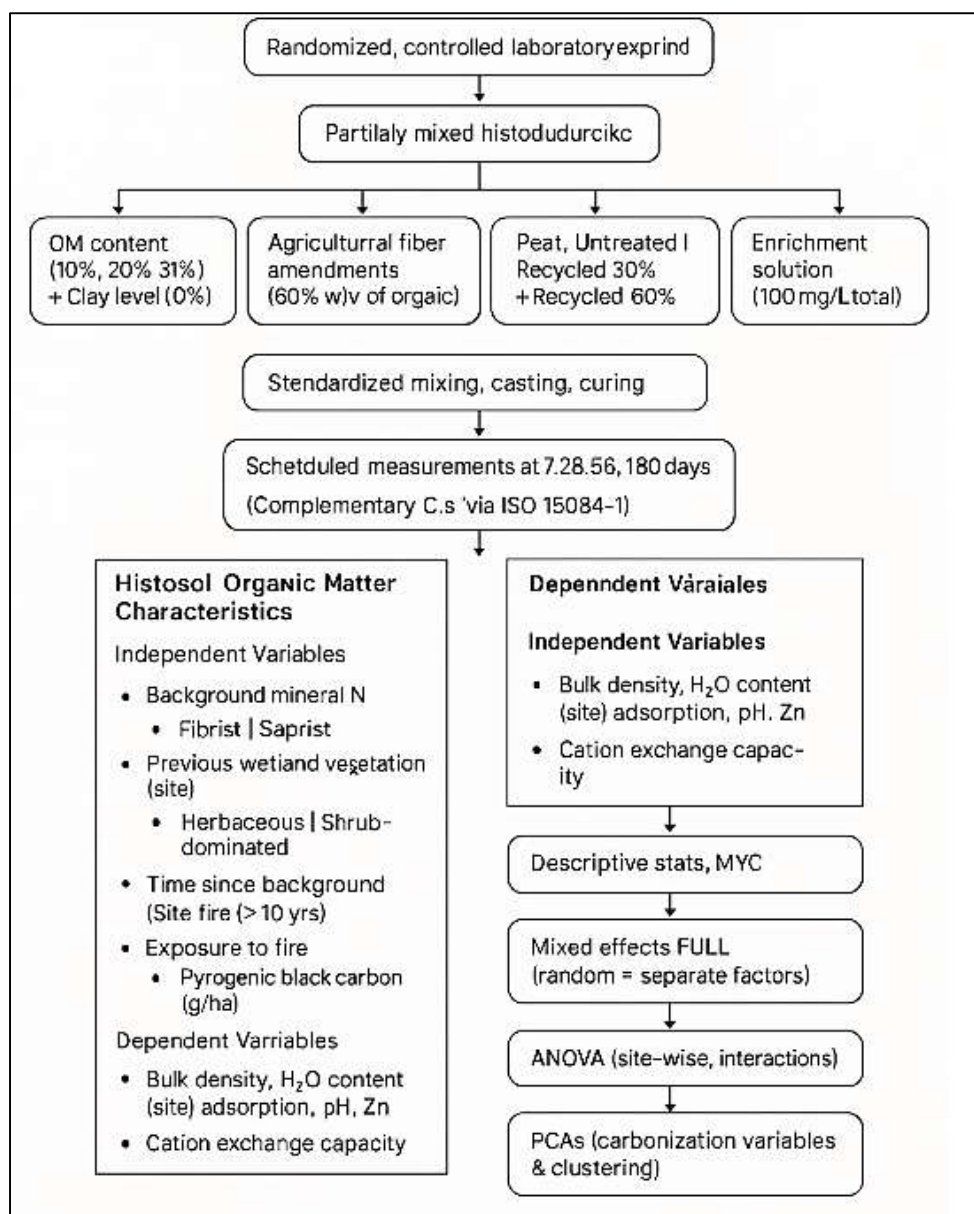 Randomized, controlled laboratoryexprind
Partilaly mixed histodudurcikc
OM content
(10%, 20% 31%)
+ Clay level (0%)
Agriculturral fiber
amendments
(60% w)v of orgaic)
Peat, Untreated I
Recycled 30%
+ Recycled 60%
Enrichment
solution
(100 mg/Ltotal)
Stendardized mixing, casting, curing
Schetduled measurements at 7.28.56, 180 days
(Complementary C.s 'via ISO 15084-1)
Histosol Organic Matter
Characteristics
Independent Variables
• Background mineral N
• Fibrist | Saprist
• Previous wetiand vegetation
(site)
• Herbaceous | Shrub-
dominated
• Time since background
(Site fire (> 10 yrs)
• Exposure to fire
• Pyrogenic black carbon
(g/ha)
Dependent Varriables
• Bulk density, H₂O content
(site) adsorption, pH, Zn
• Cation exchange capacity
Depenndent Våraiales
Independent Variables
▪ Bulk density, H₂O content
(site) adsorption, pH. Zn
• Cation exchange capac-
ity
Descriptive stats, MYC
Mixed effects FULL
(random = separate factors)
ANOVA (site-wise, interactions)
PCAs (carbonization variables
& clustering)